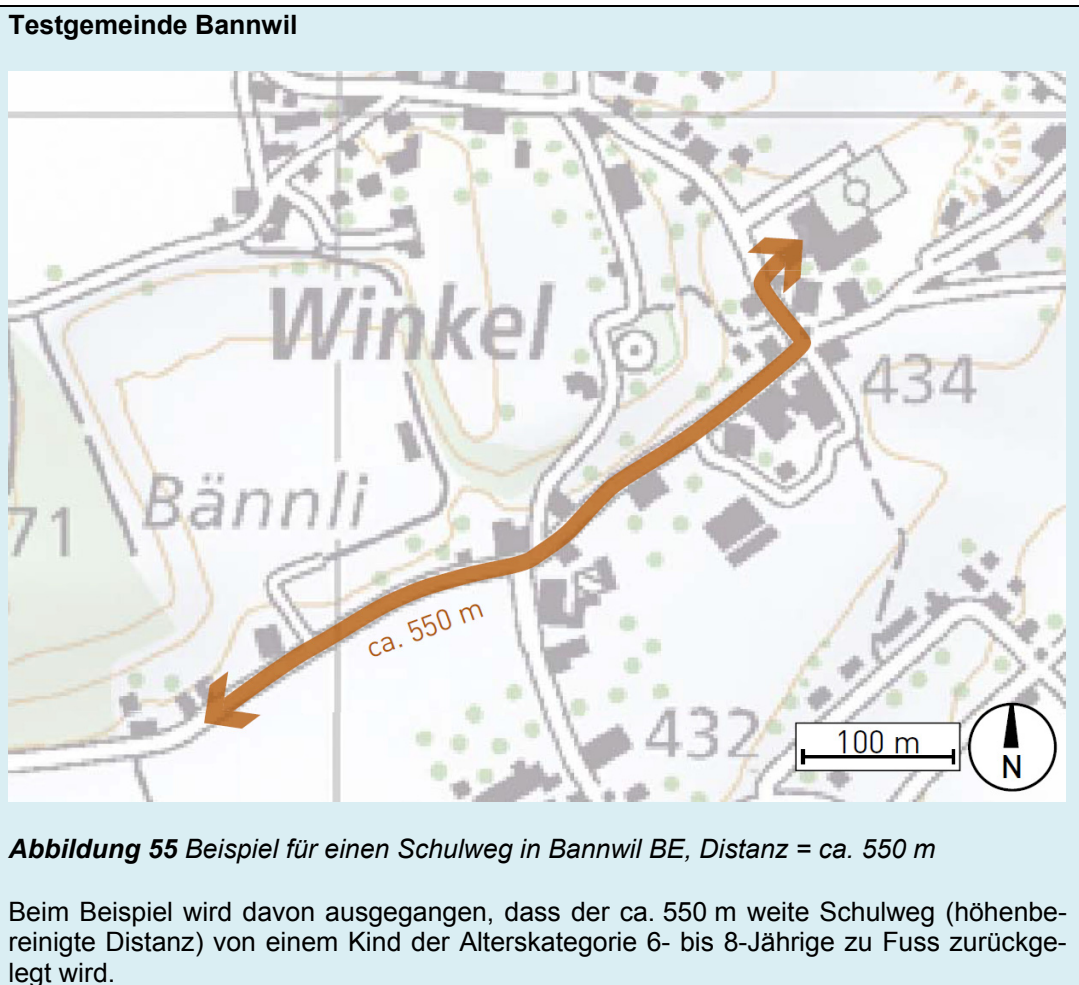 Testgemeinde Bannwil
Winkel
434
Bännli
71
ca. 550 m
432
100 m
N
Abbildung 55 Beispiel für einen Schulweg in Bannwil BE, Distanz = ca. 550 m
Beim Beispiel wird davon ausgegangen, dass der ca. 550 m weite Schulweg (höhenbe-
reinigte Distanz) von einem Kind der Alterskategorie 6- bis 8-Jährige zu Fuss zurückge-
legt wird.